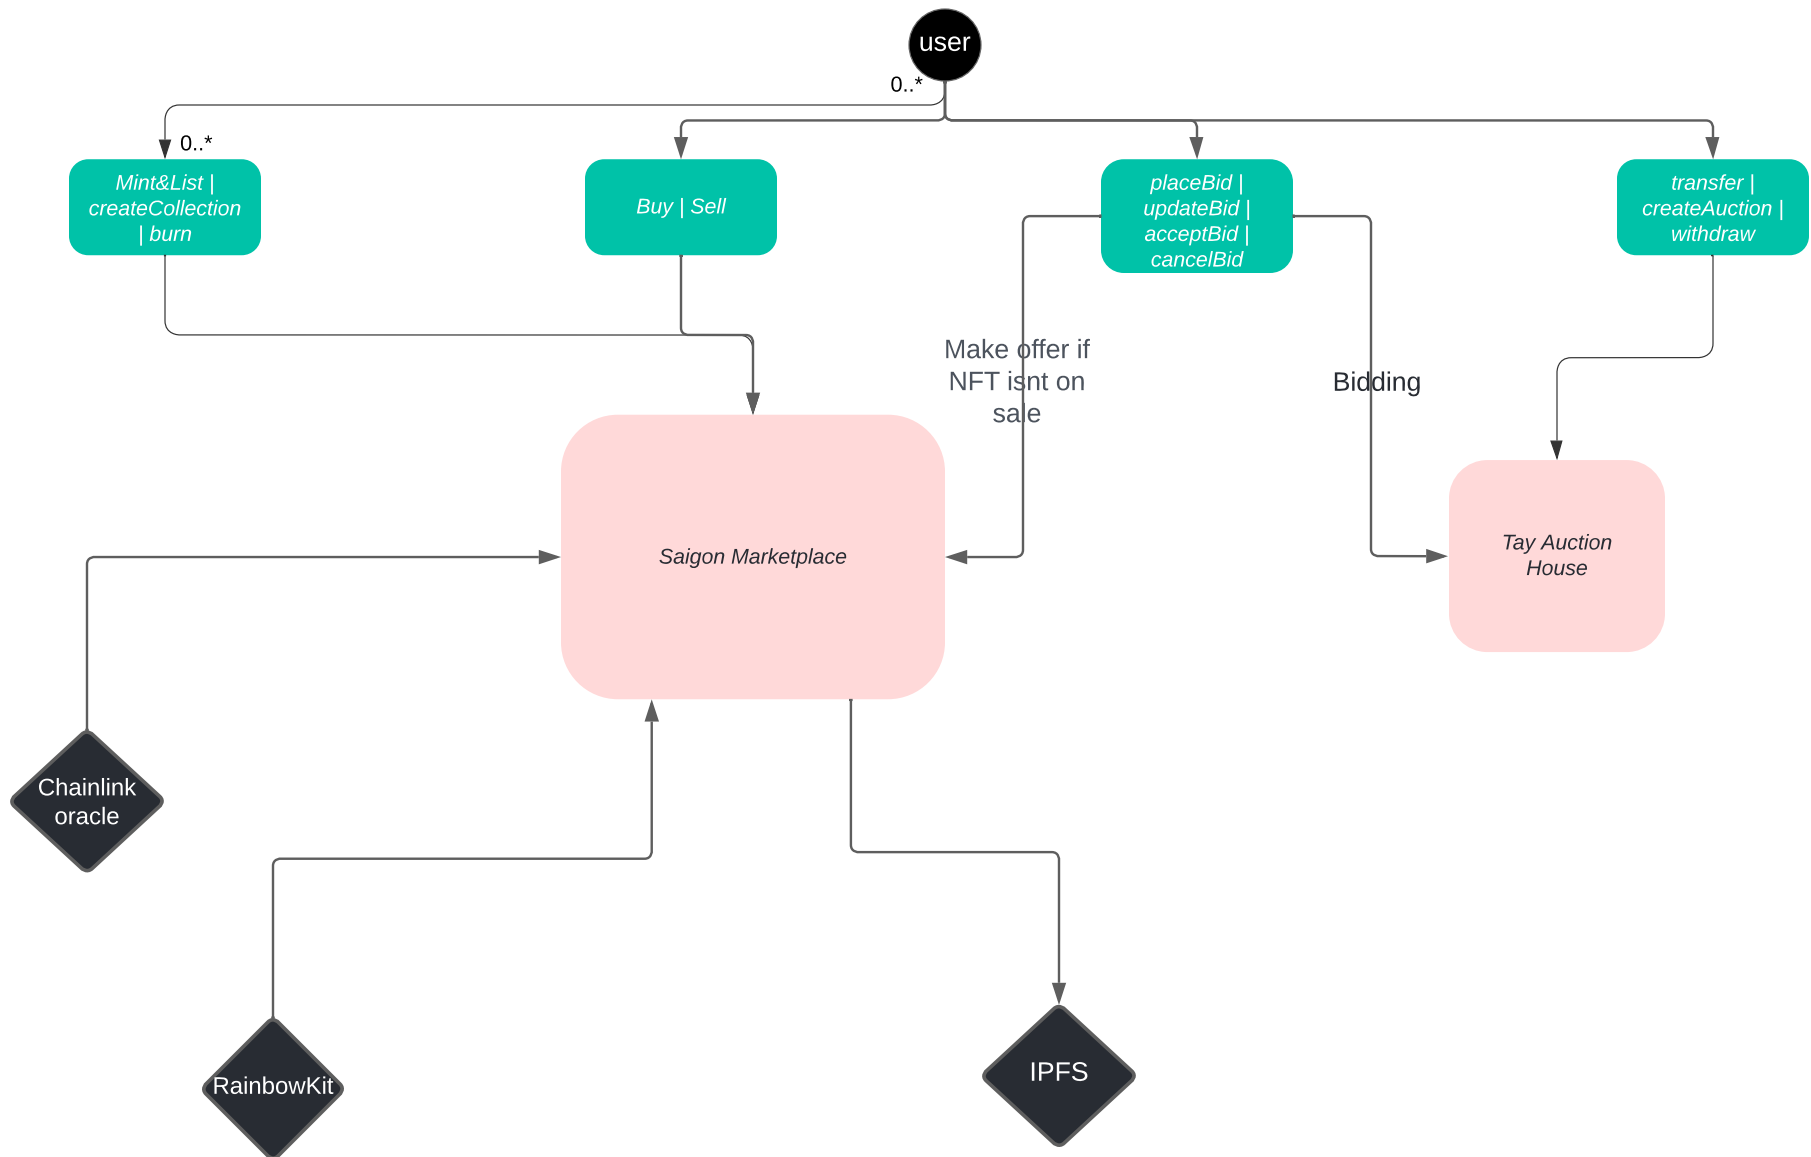 user
0..*
0..*
Mint&List |
createCollection
| burn
Buy | Sell
placeBid |
updateBid |
acceptBid |
cancelBid
transfer |
createAuction |
withdraw
Make offer if
NFT isnt on
sale
Bidding
Saigon Marketplace
Tay Auction
House
Chainlink
oracle
RainbowKit
IPFS